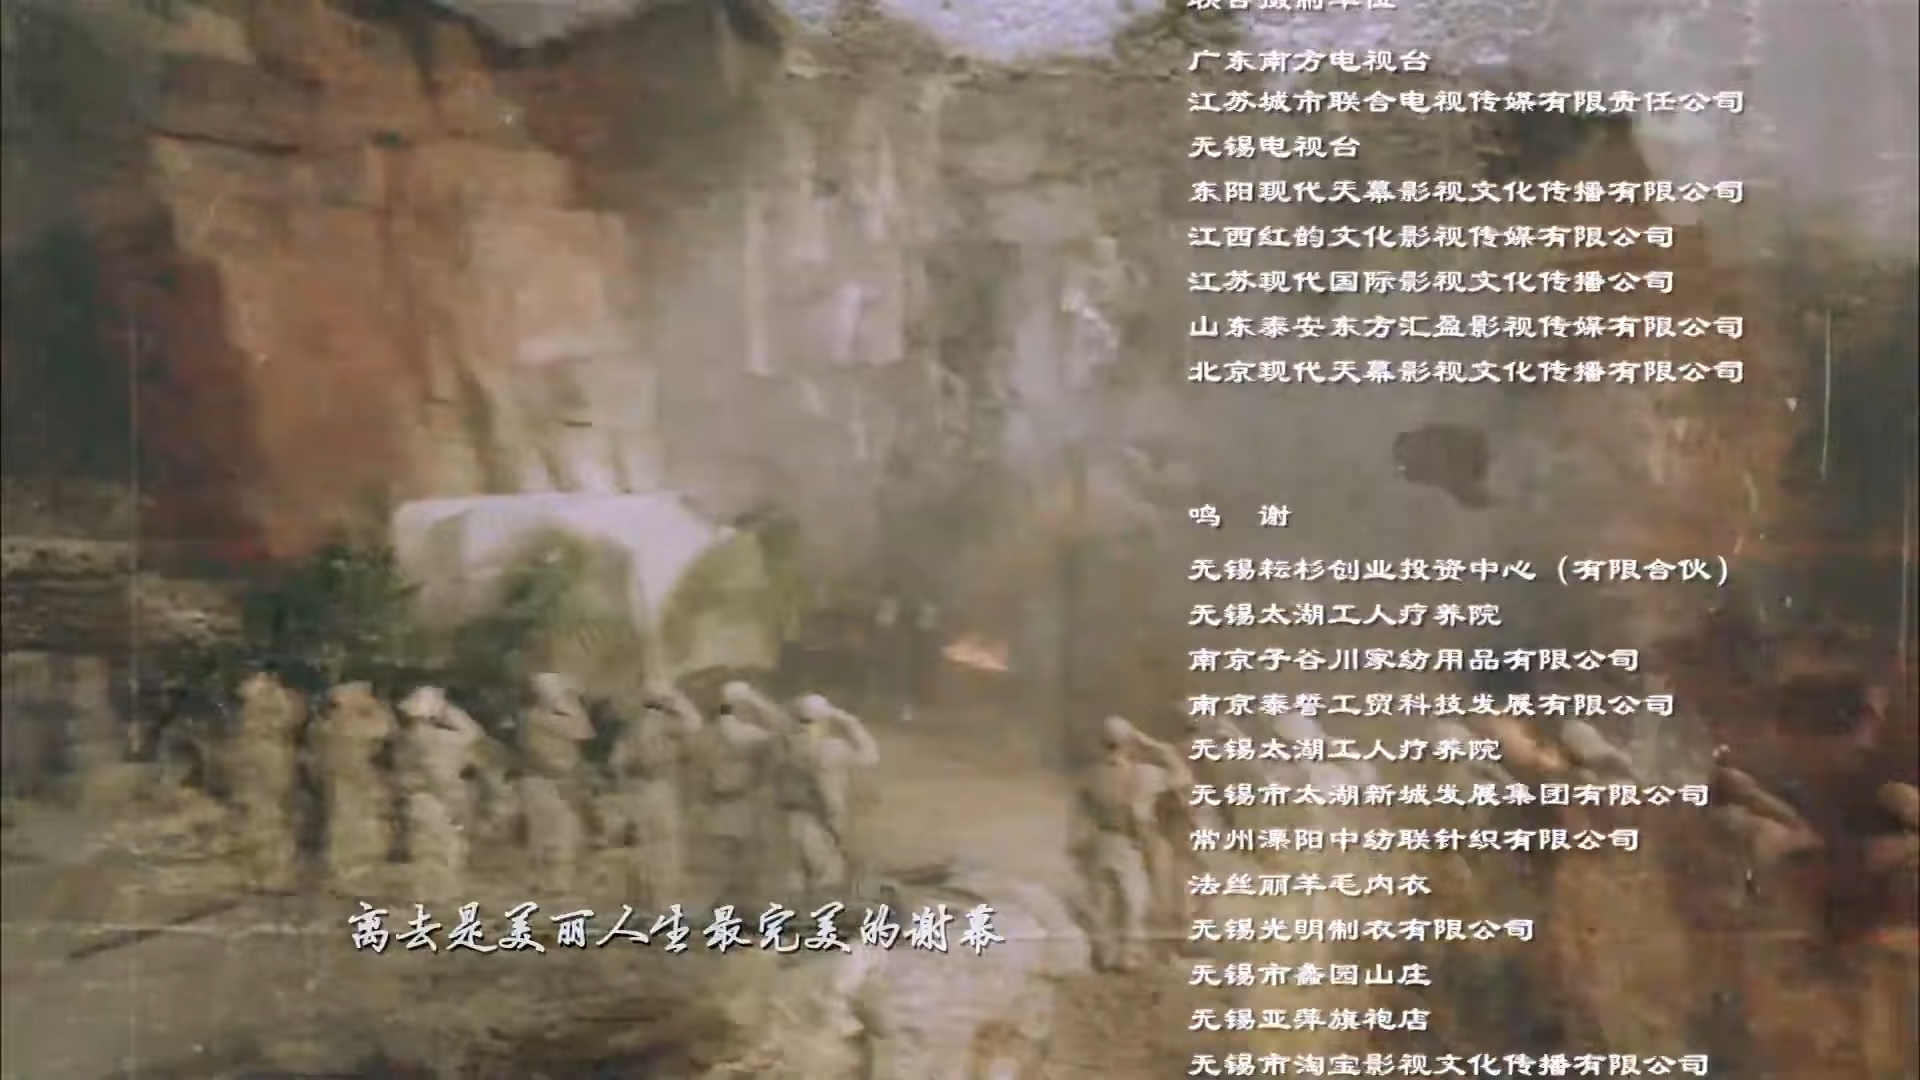 联合摄制单位
广东南方电视台
江苏城市联合电视传媒有限责任公司
无锡电视台
东阳现代天幕影视文化传播有限公司
江西红韵文化影视传媒有限公司
江苏现代国际影视文化传播公司
山东泰安东方汇盈影视传媒有限公司
北京现代天幕影视文化传播有限公司
鸣 谢
无锡耘杉创业投资中心（有限合伙）
无锡太湖工人疗养院
南京子谷川家纺用品有限公司
南京泰誓工贸科技发展有限公司
无锡太湖工人疗养院
无锡市太湖新城发展集团有限公司
常州溧阳中纺联针织有限公司
法丝丽羊毛内衣
无锡光明制衣有限公司
无锡市蠡园山庄
无锡亚萍旗袍店
无锡市淘宝影视文化传播有限公司
离去是美丽人生最完美的谢幕